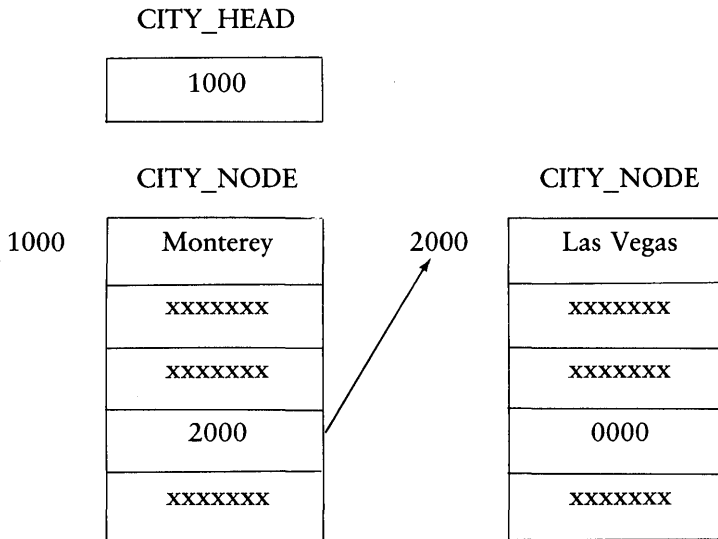 CITY_HEAD
1000
CITY_NODE
CITY_NODE
1000
Monterey
2000
Las Vegas
xxxxxxx
xxxxxxx
xxxxxxx
xxxxxxx
2000
0000
xxxxxxx
xxxxxxx